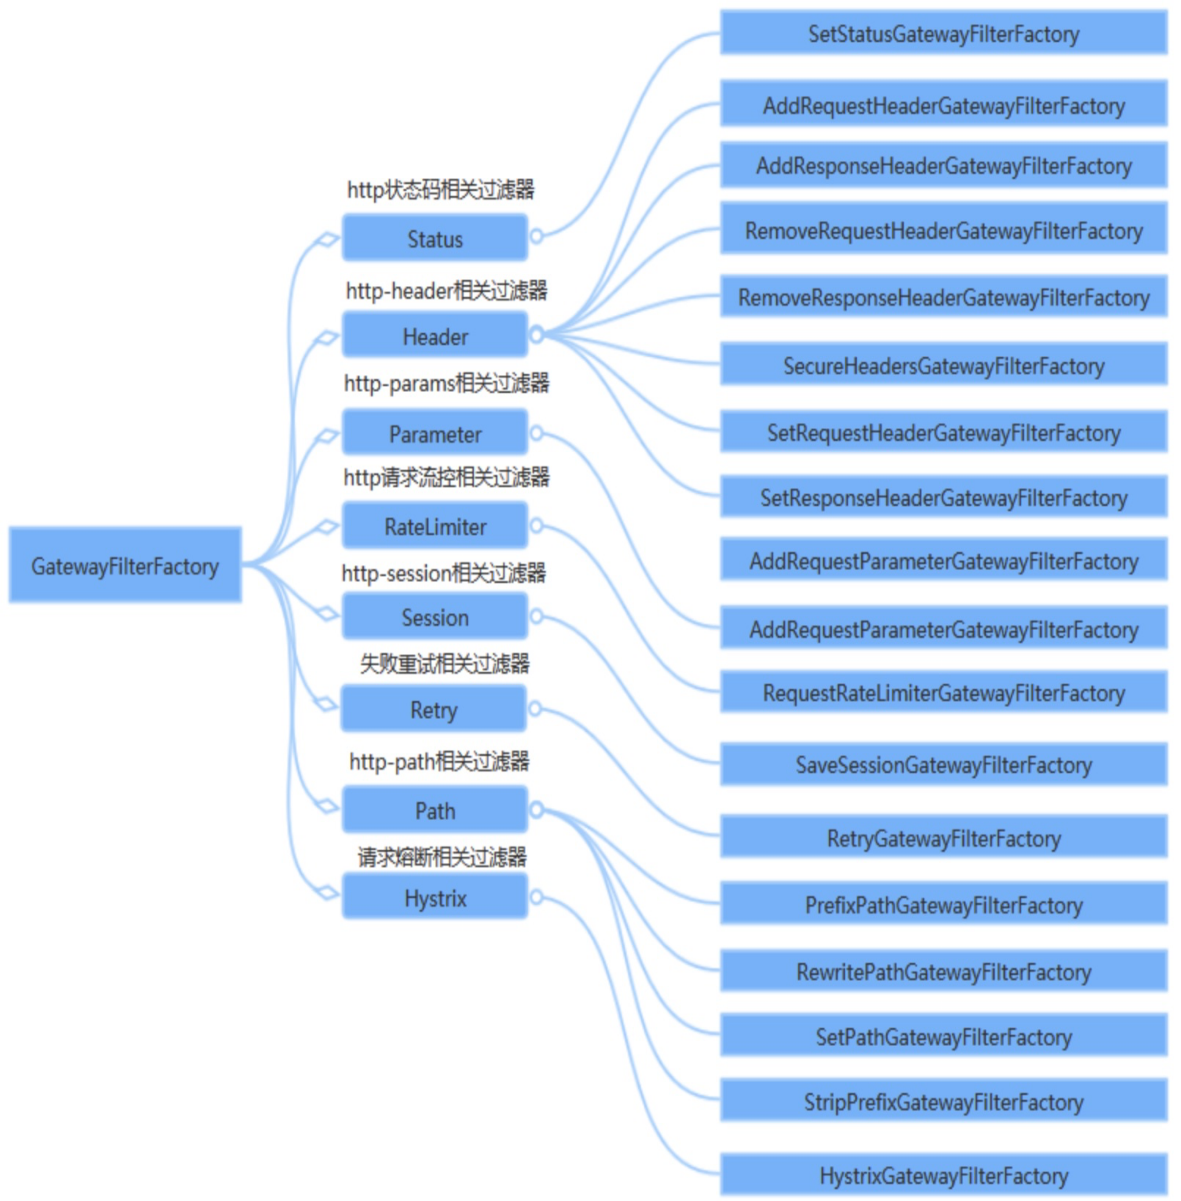 GatewayFilterFactory
http状态码相关过滤器
Status
http-header相关过滤器
Header
http-params相关过滤器
Parameter
http请求流控相关过滤器
RateLimiter
http-session相关过滤器
Session
失败重试相关过滤器
Retry
http-path相关过滤器
Path
请求熔断相关过滤器
Hystrix
SetStatusGatewayFilterFactory
AddRequestHeaderGatewayFilterFactory
AddResponseHeaderGatewayFilterFactory
RemoveRequestHeaderGatewayFilterFactory
RemoveResponseHeaderGatewayFilterFactory
SecureHeadersGatewayFilterFactory
SetRequestHeaderGatewayFilterFactory
SetResponseHeaderGatewayFilterFactory
AddRequestParameterGatewayFilterFactory
AddRequestParameterGatewayFilterFactory
RequestRateLimiterGatewayFilterFactory
SaveSessionGatewayFilterFactory
RetryGatewayFilterFactory
PrefixPathGatewayFilterFactory
RewritePathGatewayFilterFactory
SetPathGatewayFilterFactory
StripPrefixGatewayFilterFactory
HystrixGatewayFilterFactory